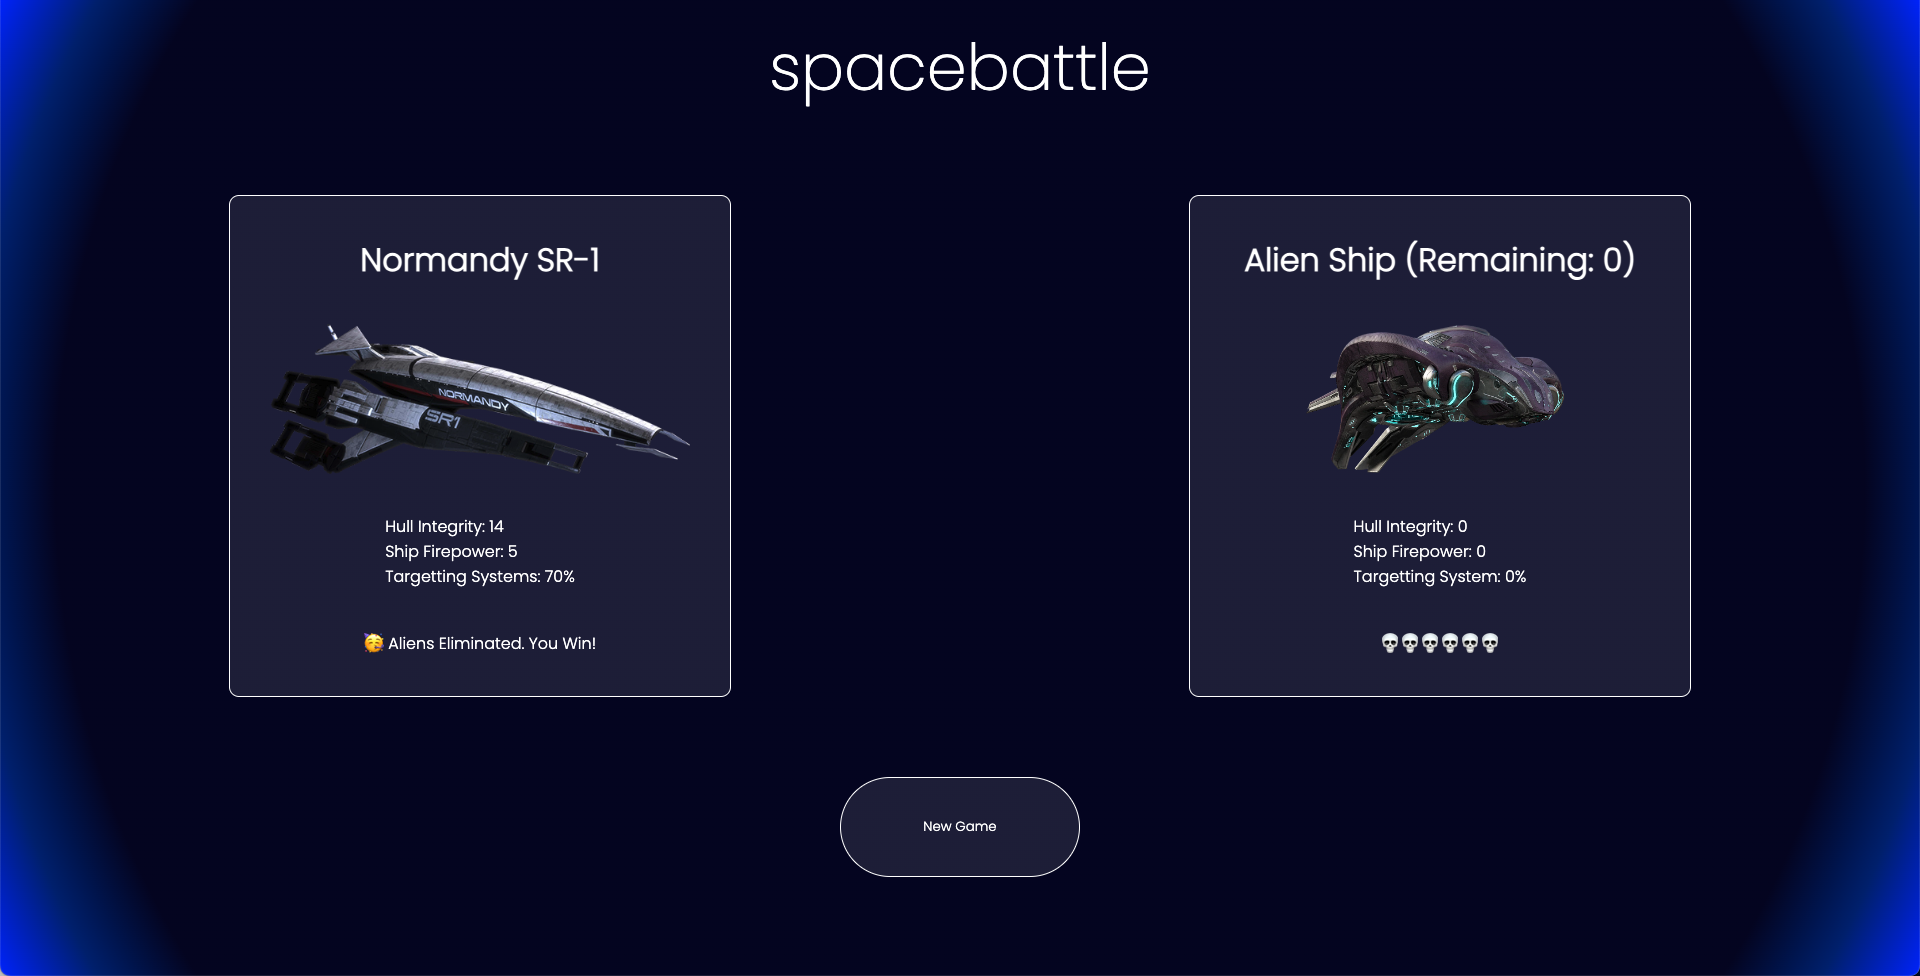 spacebattle
Normandy SR-1
NORMANDY
SR1
Hull Integrity: 14
Ship Firepower: 5
Targetting Systems: 70%
🥳 Aliens Eliminated. You Win!
Alien Ship (Remaining: 0)
Hull Integrity: 0
Ship Firepower: 0
Targetting System: 0%
💀💀💀💀💀💀
New Game